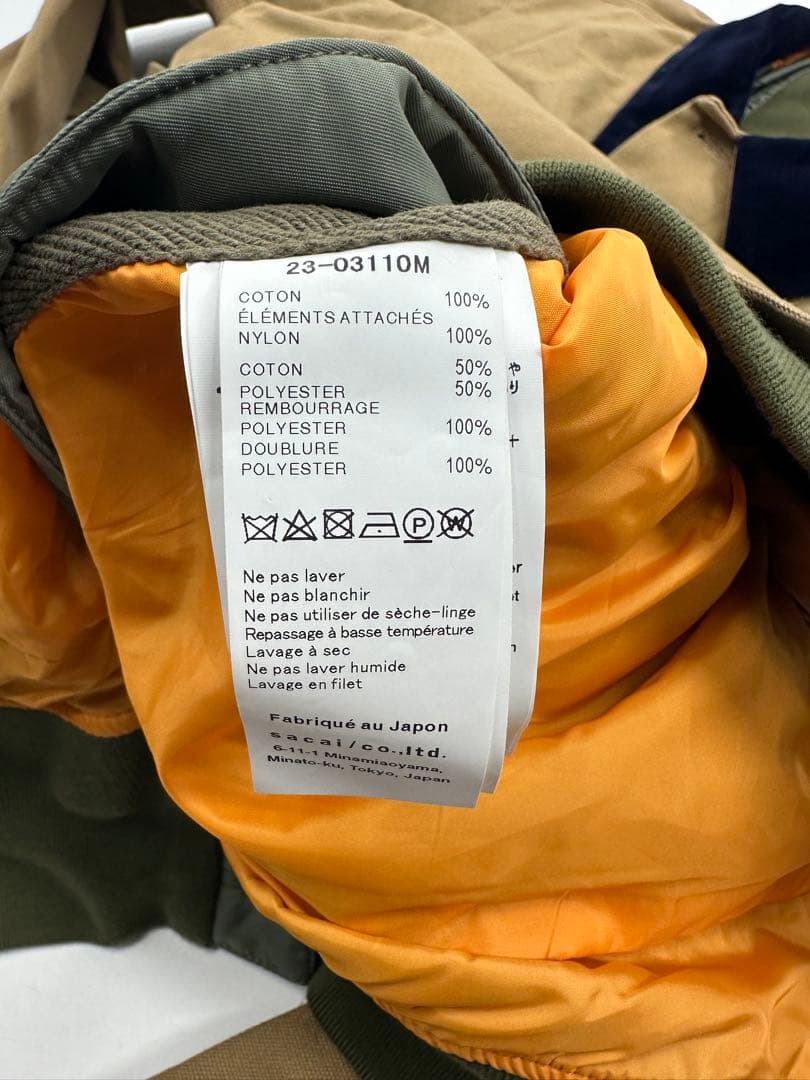 23-03110M
COTON 100%
ÉLÉMENTS ATTACHÉS
NYLON 100%
COTON 50%
POLYESTER 50%
REMBOURRAGE
POLYESTER 100%
DOUBLURE
POLYESTER 100%
P W
Ne pas laver
Ne pas blanchir
Ne pas utiliser de sèche-linge
Repassage à basse température
Lavage à sec
Ne pas laver humide
Lavage en filet
Fabriqué au Japon
sacai/co.,ltd.
6-11-1 Minamiaoyama,
Minato-ku, Tokyo, Japan